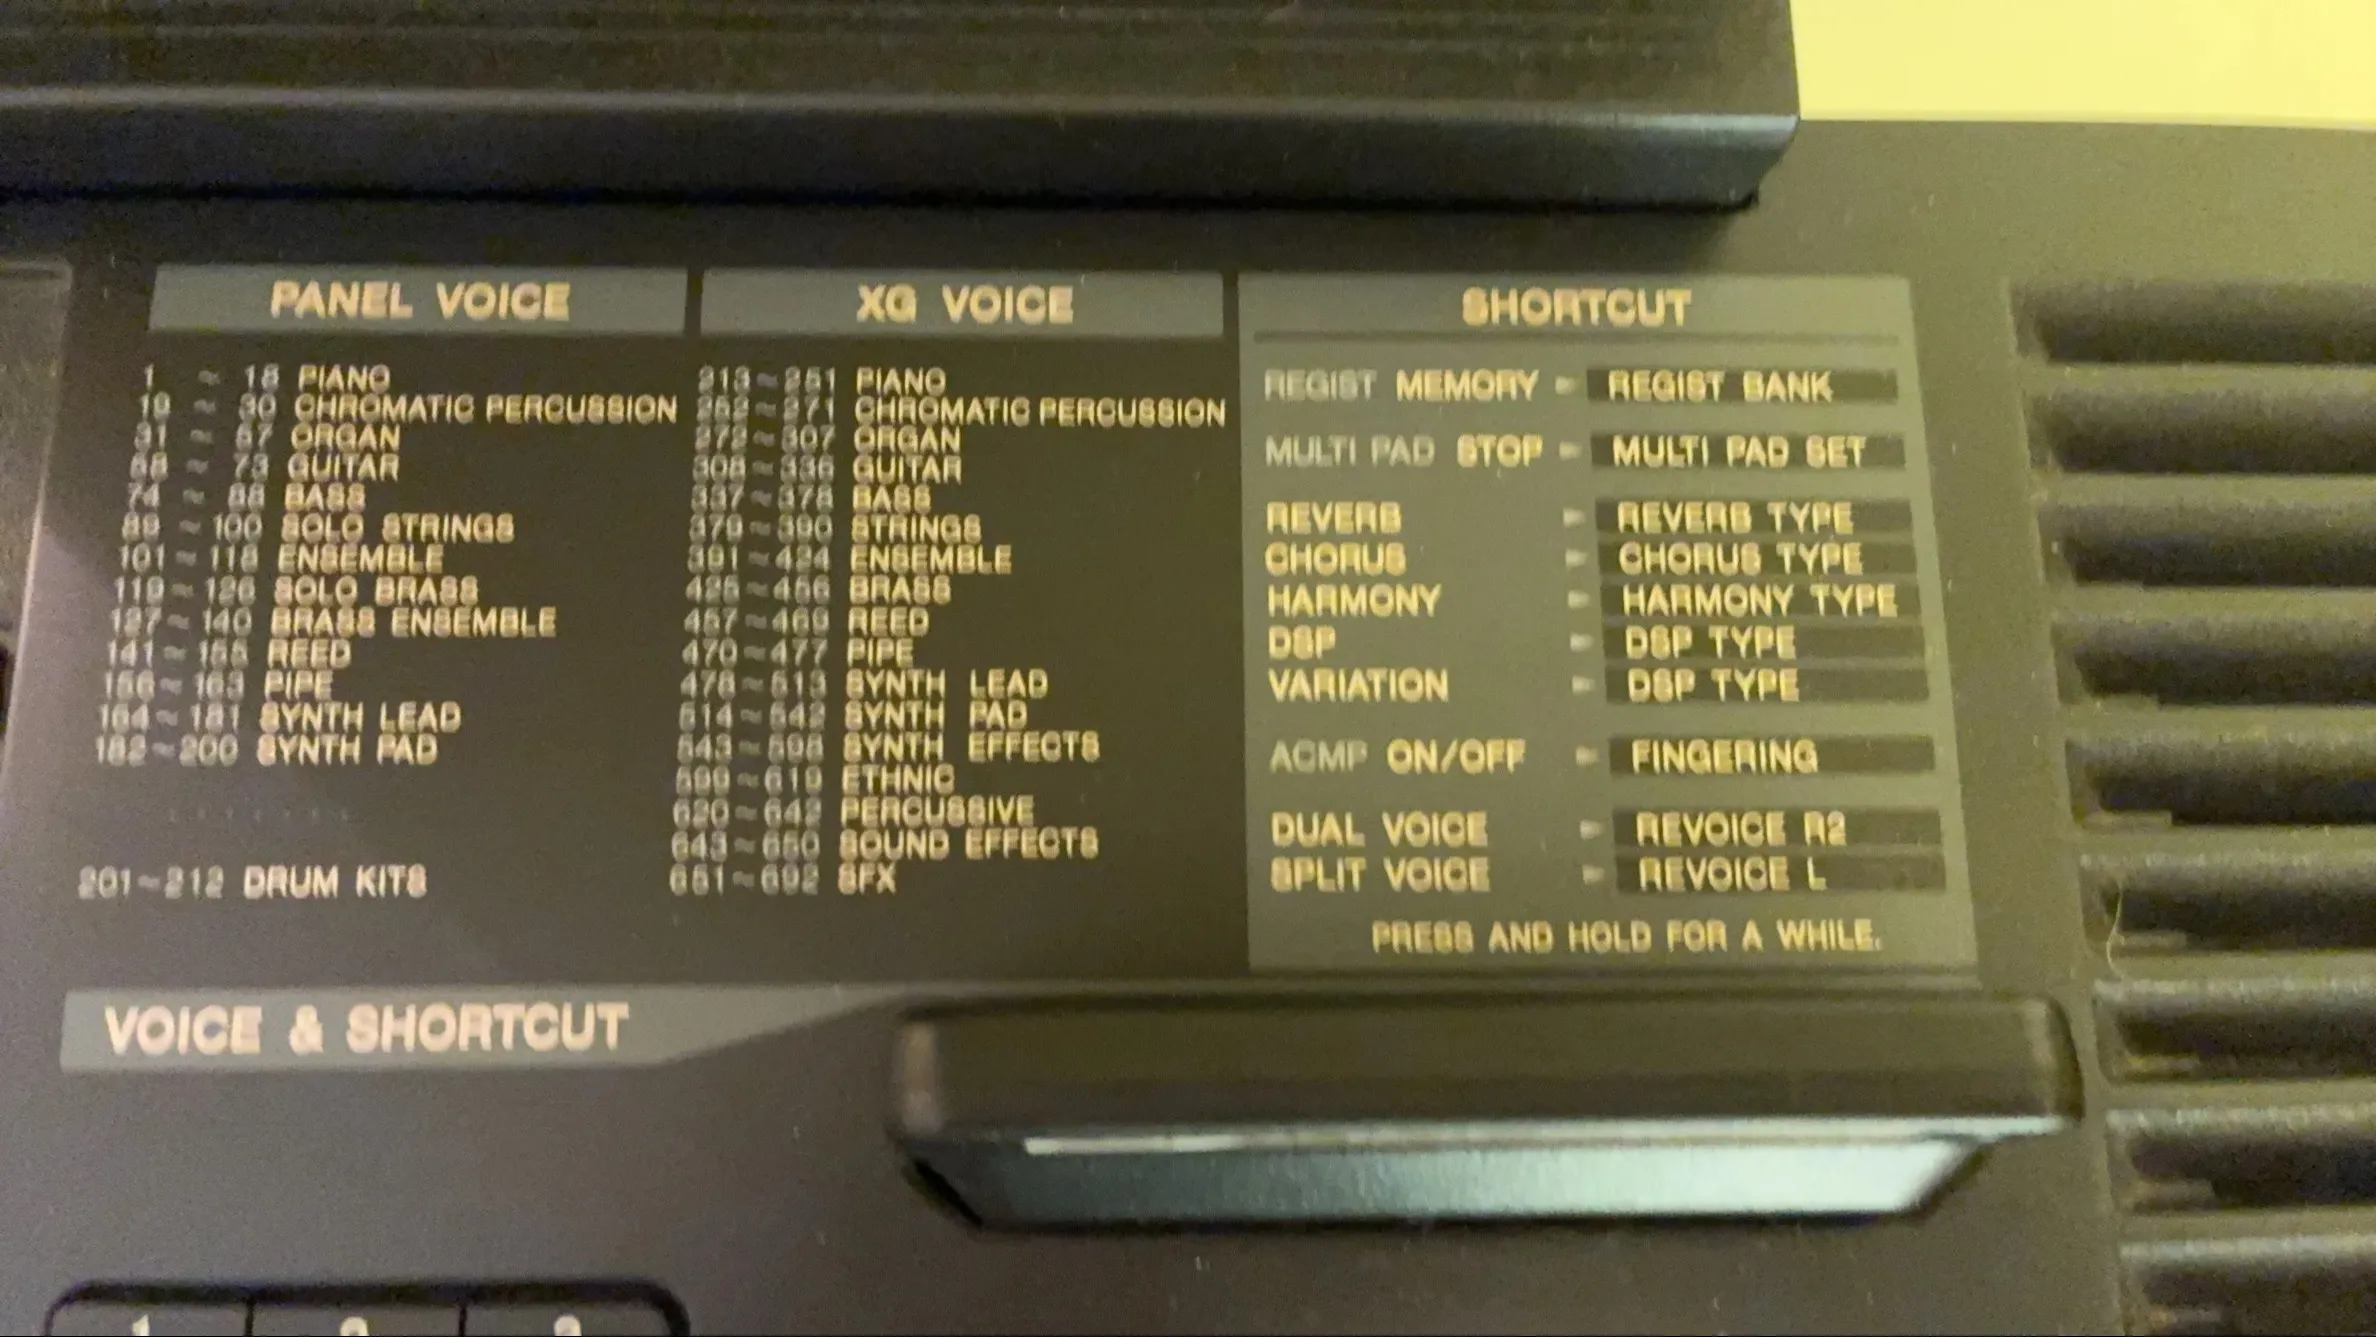 PANEL VOICE
1 ~ 18 PIANO
19 ~ 30 CHROMATIC PERCUSSION
31 ~ 57 ORGAN
58 ~ 73 GUITAR
74 ~ 88 BASS
89 ~ 100 SOLO STRINGS
101 ~ 118 ENSEMBLE
119 ~ 126 SOLO BRASS
127 ~ 140 BRASS ENSEMBLE
141 ~ 155 REED
156 ~ 163 PIPE
164 ~ 181 SYNTH LEAD
182 ~ 200 SYNTH PAD
201 ~ 212 DRUM KITS
XG VOICE
213 ~ 251 PIANO
252 ~ 271 CHROMATIC PERCUSSION
272 ~ 307 ORGAN
308 ~ 336 GUITAR
337 ~ 378 BASS
379 ~ 390 STRINGS
391 ~ 424 ENSEMBLE
425 ~ 456 BRASS
457 ~ 469 REED
470 ~ 477 PIPE
478 ~ 513 SYNTH LEAD
514 ~ 542 SYNTH PAD
543 ~ 598 SYNTH EFFECTS
599 ~ 619 ETHNIC
620 ~ 642 PERCUSSIVE
643 ~ 650 SOUND EFFECTS
651 ~ 692 SFX
SHORTCUT
REGIST MEMORY ► REGIST BANK
MULTI PAD STOP ► MULTI PAD SET
REVERB ► REVERB TYPE
CHORUS ► CHORUS TYPE
HARMONY ► HARMONY TYPE
DSP ► DSP TYPE
VARIATION ► DSP TYPE
ACMP ON/OFF ► FINGERING
DUAL VOICE ► REVOICE R2
SPLIT VOICE ► REVOICE L
PRESS AND HOLD FOR A WHILE.
VOICE & SHORTCUT
1 2 3